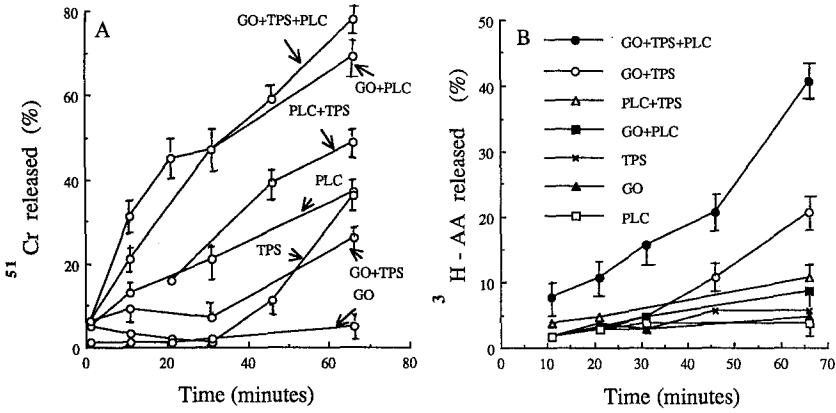 A
51 Cr released (%)
80
60
40
20
0
0 20 40 60 80
Time (minutes)
GO+TPS+PLC
GO+PLC
PLC+TPS
PLC
TPS
GO+TPS
GO
B
3 H - AA released (%)
50
40
30
20
10
0
0 10 20 30 40 50 60 70
Time (minutes)
GO+TPS+PLC
GO+TPS
PLC+TPS
GO+PLC
TPS
GO
PLC